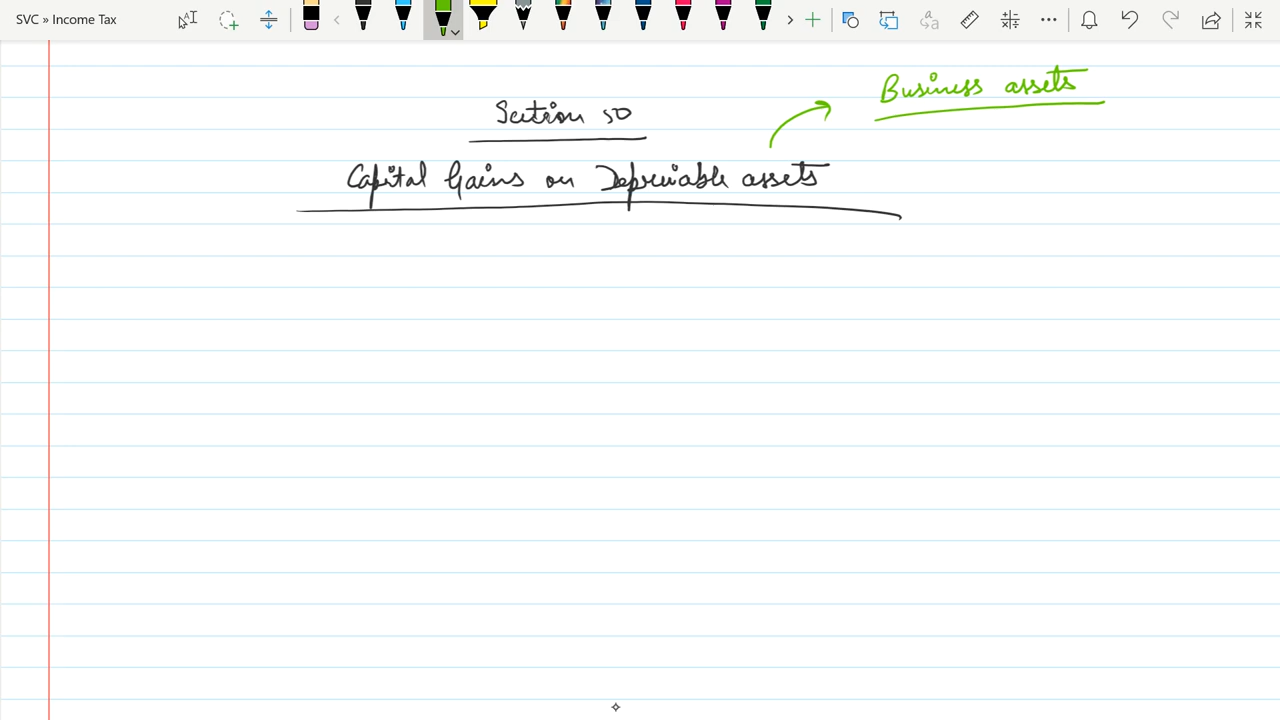 SVC » Income Tax
Business assets
Section 50
Capital Gains on Depreciable assets